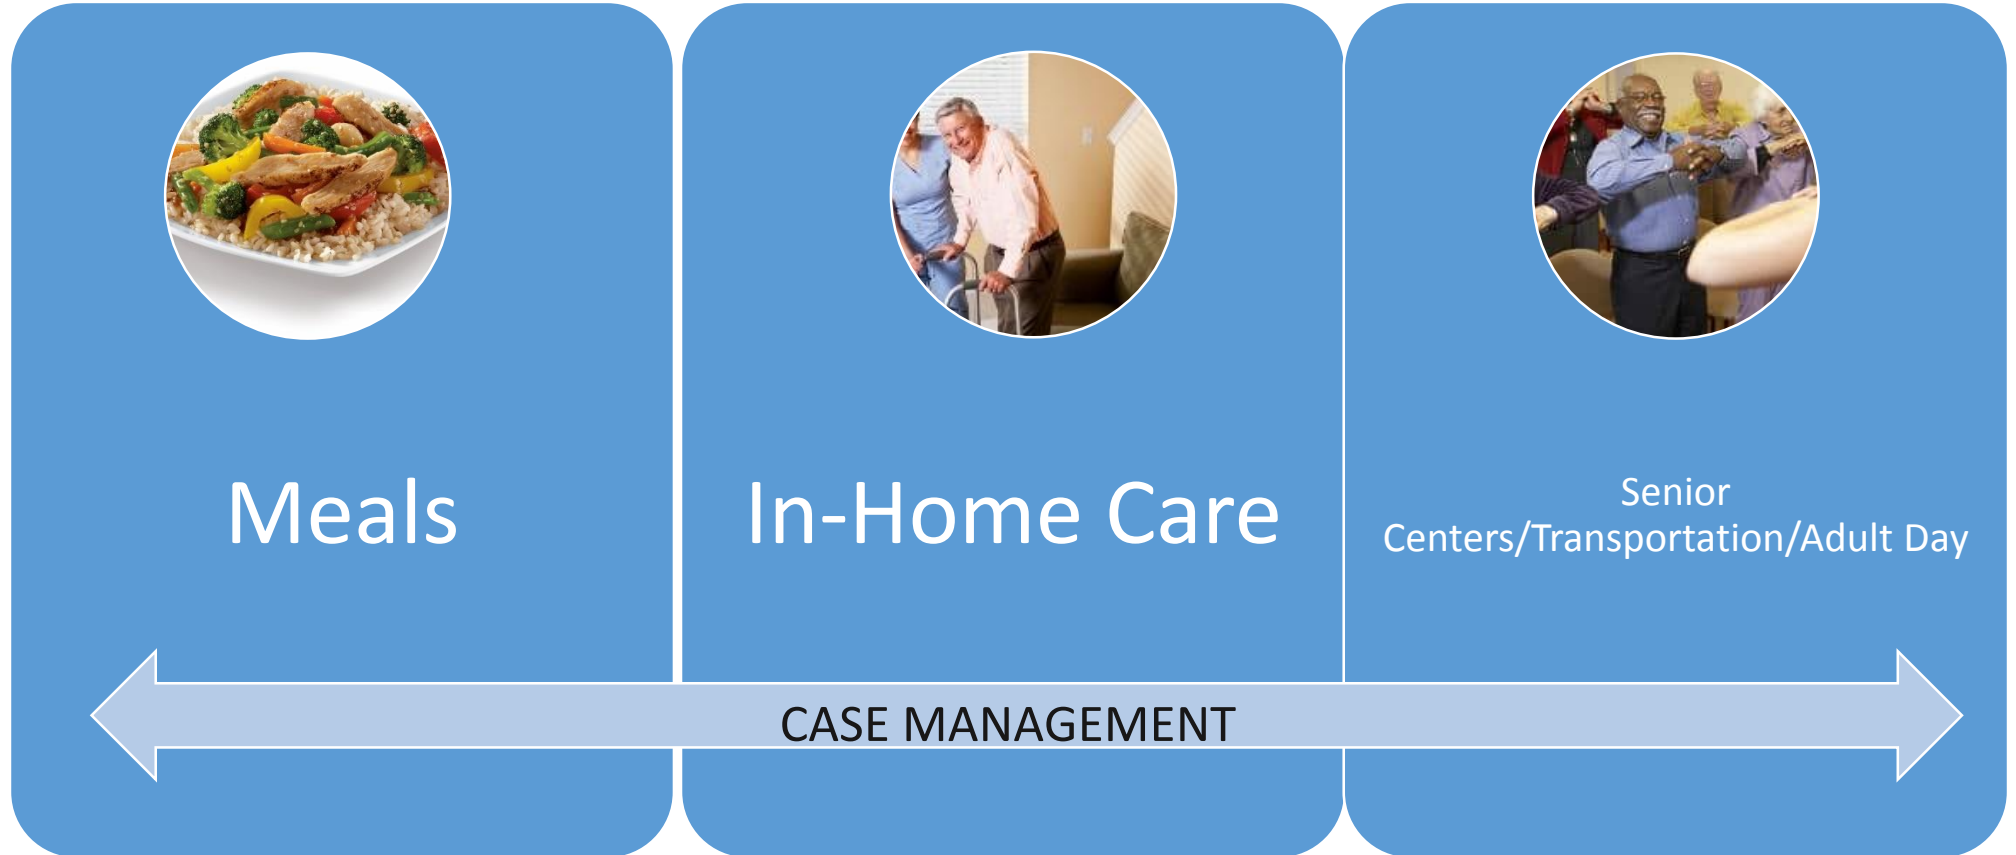 Meals
In-Home Care
Senior
Centers/Transportation/Adult Day
CASE MANAGEMENT